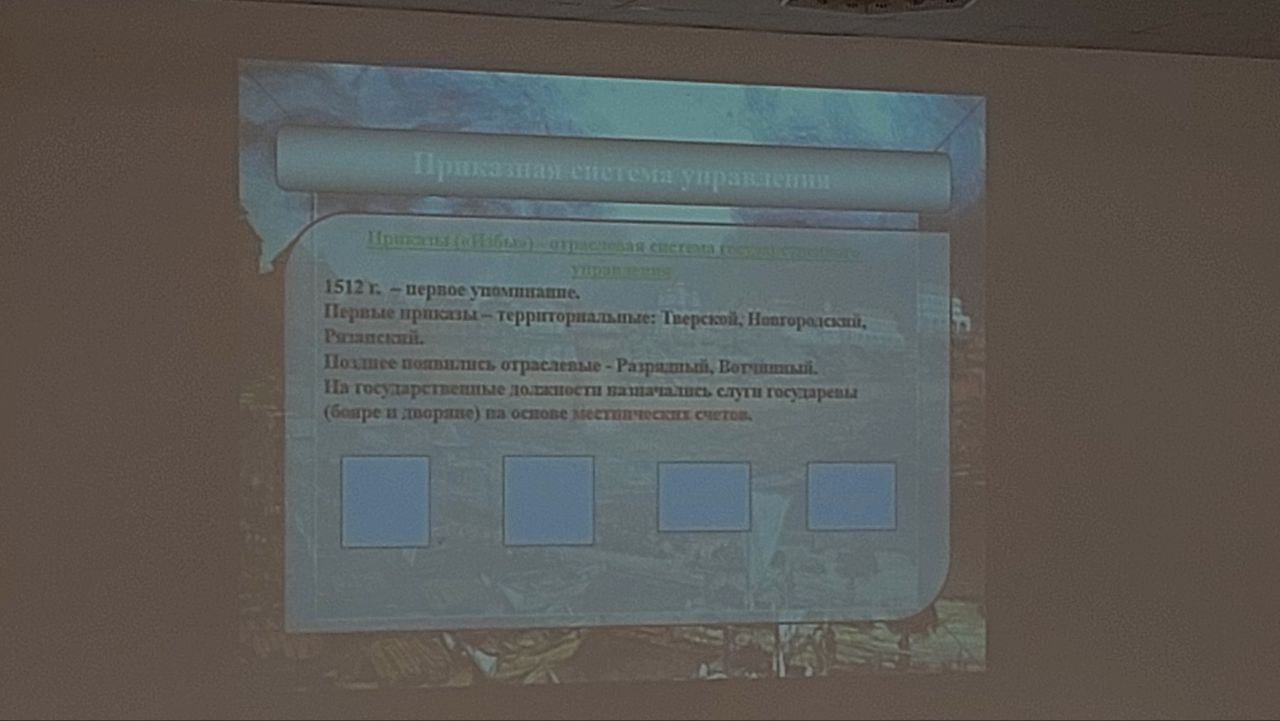 Приказная система управления
Приказы («Избы») - отраслевая система государственного
управления
1512 г. – первое упоминание.
Первые приказы – территориальные: Тверской, Новгородский,
Рязанский.
Позднее появились отраслевые - Разрядный, Вотчинный.
На государственные должности назначались слуги государевы
(бояре и дворяне) на основе местнических счетов.